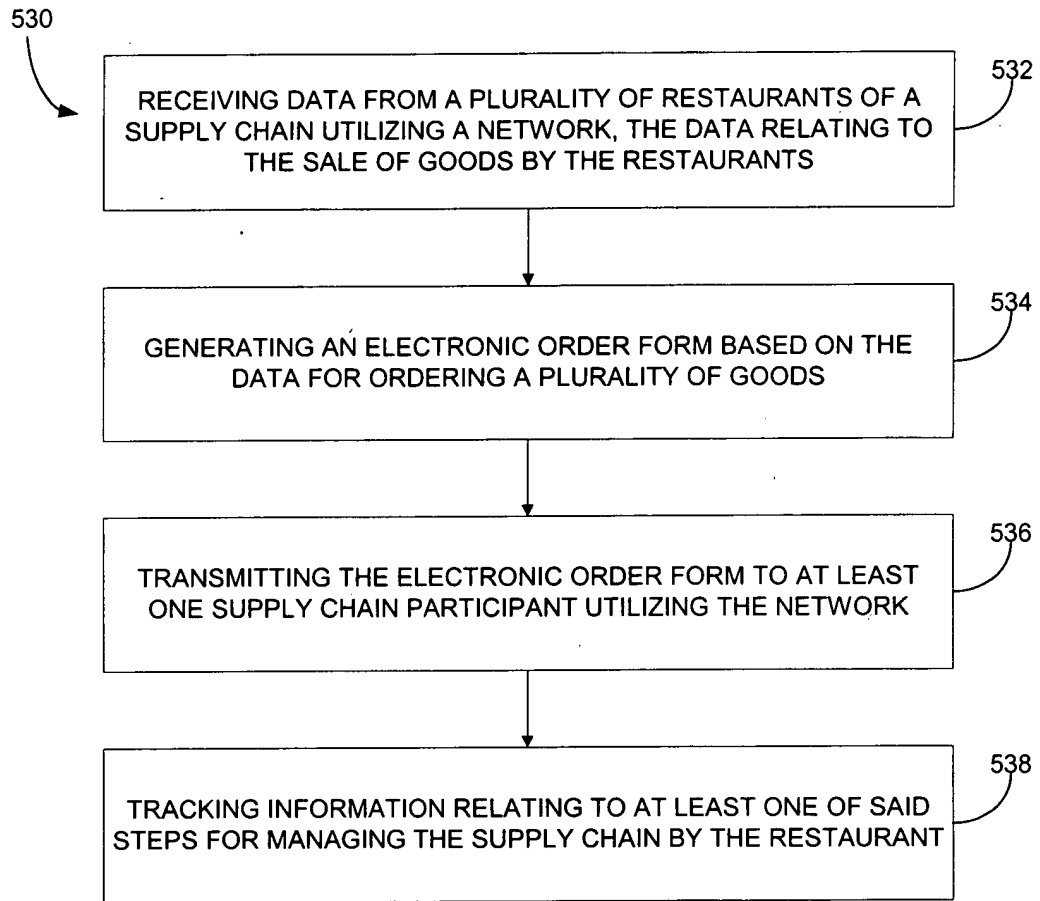 530
532
RECEIVING DATA FROM A PLURALITY OF RESTAURANTS OF A
SUPPLY CHAIN UTILIZING A NETWORK, THE DATA RELATING TO
THE SALE OF GOODS BY THE RESTAURANTS
534
GENERATING AN ELECTRONIC ORDER FORM BASED ON THE
DATA FOR ORDERING A PLURALITY OF GOODS
536
TRANSMITTING THE ELECTRONIC ORDER FORM TO AT LEAST
ONE SUPPLY CHAIN PARTICIPANT UTILIZING THE NETWORK
538
TRACKING INFORMATION RELATING TO AT LEAST ONE OF SAID
STEPS FOR MANAGING THE SUPPLY CHAIN BY THE RESTAURANT